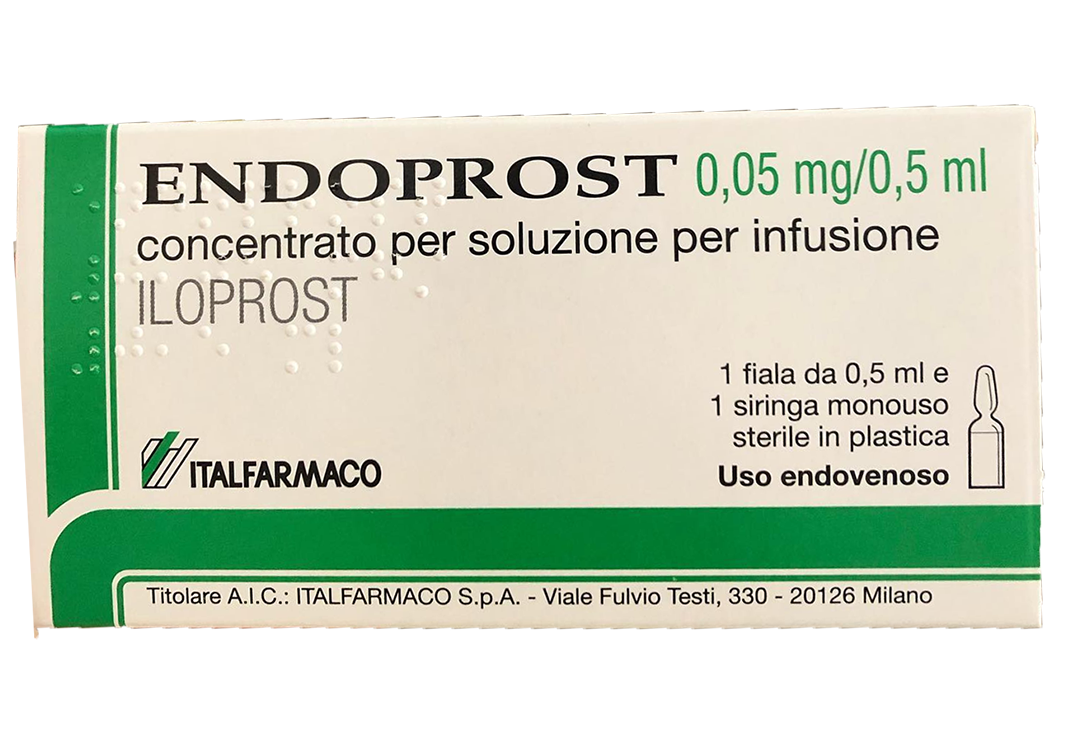 ENDOPROST 0,05 mg/0,5 ml
concentrato per soluzione per infusione
ILOPROST
1 fiala da 0,5 ml e
1 siringa monouso
sterile in plastica
Uso endovenoso
ITALFARMACO
Titolare A.I.C.: ITALFARMACO S.p.A. - Viale Fulvio Testi, 330 - 20126 Milano